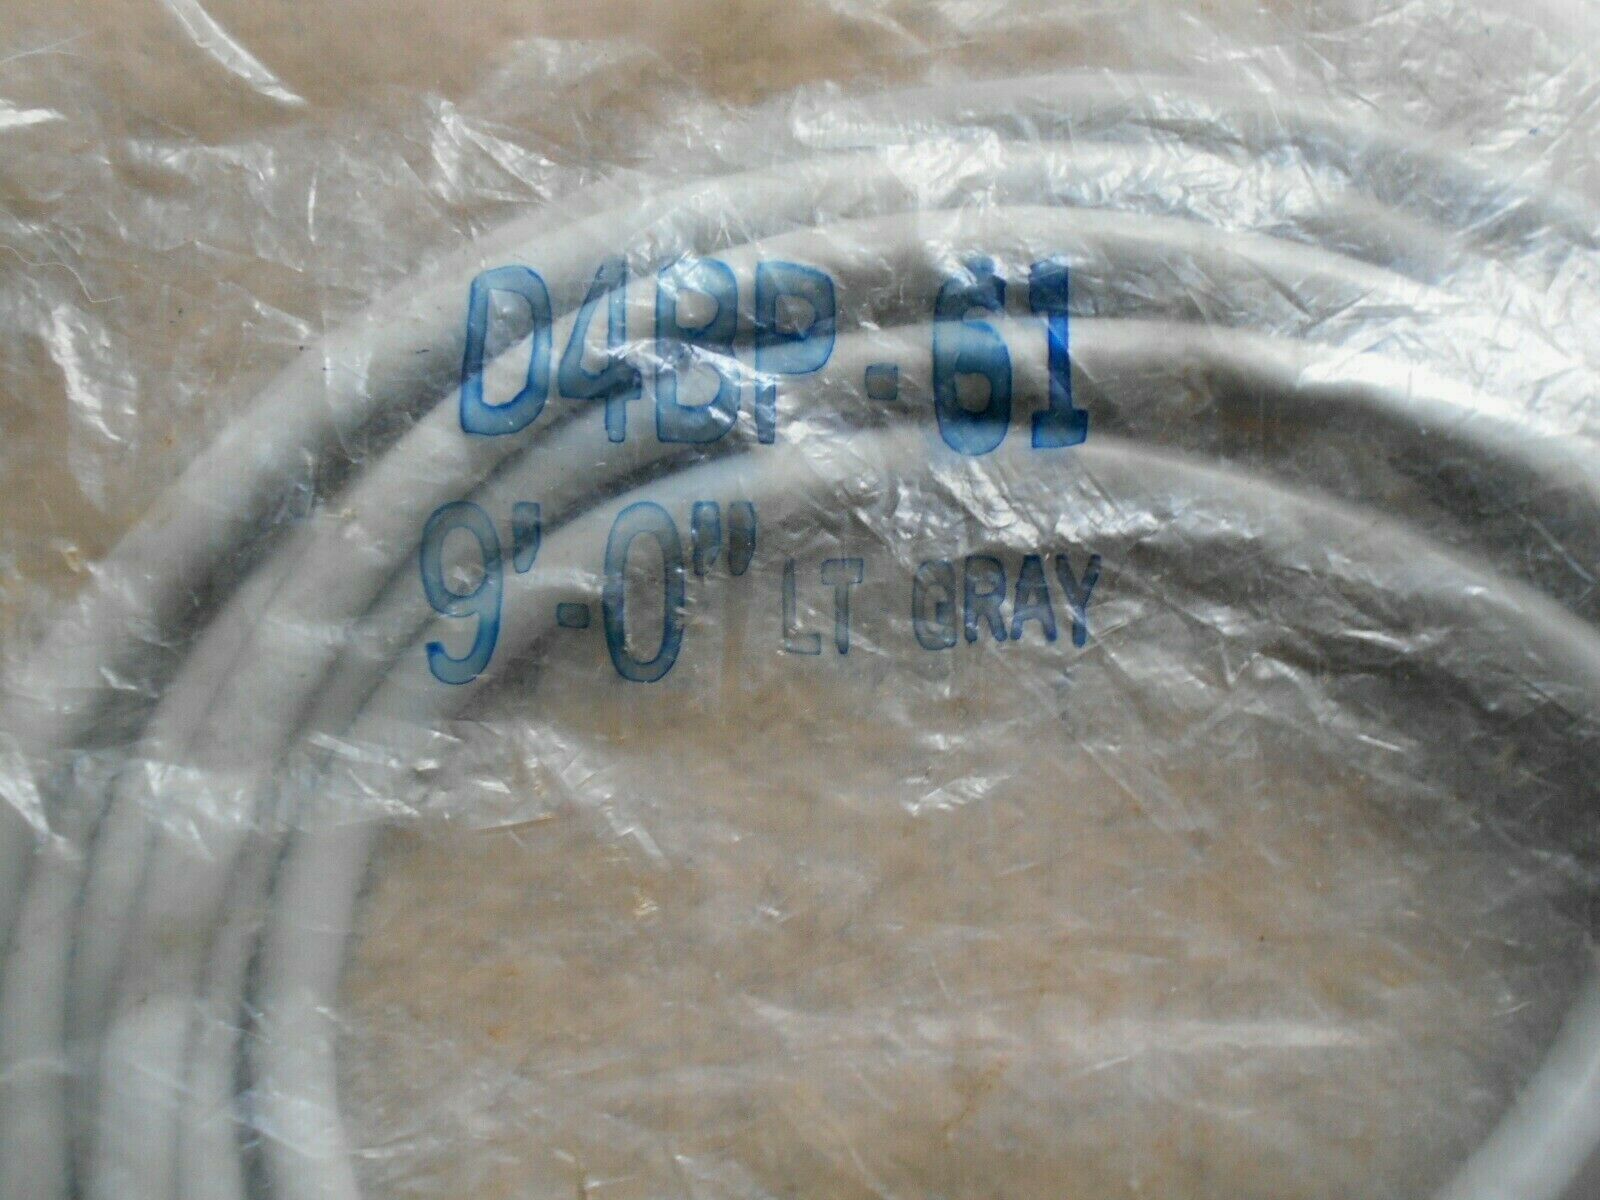 D4BP-61
9'-0" LT GRAY